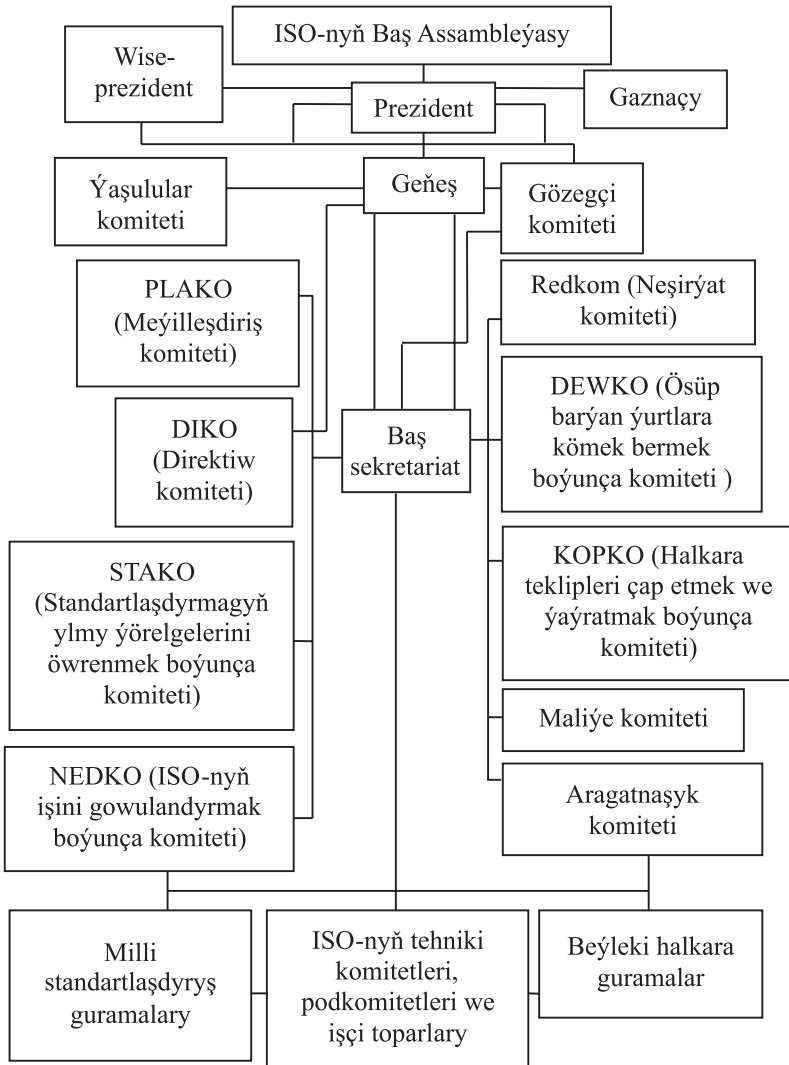 ISO-nyň Baş Assambleýasy
Wise-
prezident
Prezident
Gaznaçy
Ýaşulular
komiteti
Geňeş
Gözegçi
komiteti
PLAKO
(Meýilleşdiriş
komiteti)
Redkom (Neşirýat
komiteti)
DIKO
(Direktiw
komiteti)
Baş
sekretariat
DEWKO (Ösüp
barýan ýurtlara
kömek bermek
boýunça komiteti )
STAKO
(Standartlaşdyrmagyň
ylmy ýörelgelerini
öwrenmek boýunça
komiteti)
KOPKO (Halkara
teklipleri çap etmek we
ýaýratmak boýunça
komiteti)
Maliýe komiteti
NEDKO (ISO-nyň
işini gowulandyrmak
boýunça komiteti)
Aragatnaşyk
komiteti
Milli
standartlaşdyryş
guramalary
ISO-nyň tehniki
komitetleri,
podkomitetleri we
işçi toparlary
Beýleki halkara
guramalar